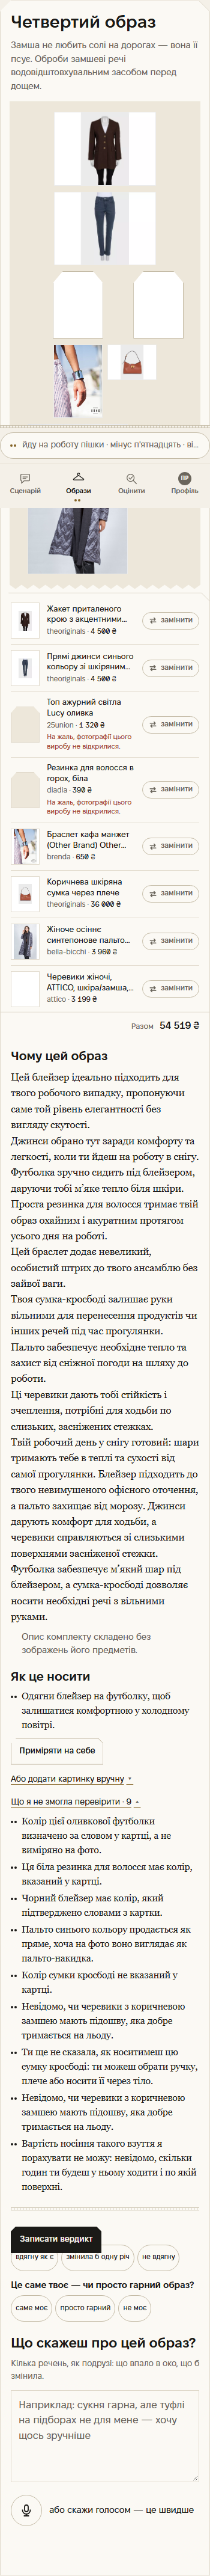 Четвертий образ
Замша не любить солі на дорогах — вона її
псує. Оброби замшеві речі
водовідштовхувальним засобом перед
дощем.
йду на роботу пішки · мінус п'ятнадцять · ві…
Сценарій
Образи
Оцінити
Профіль
Жакет приталеного
крою з акцентними…
theoriginals · 4 500 ₴
замінити
Прямі джинси синього
кольору зі шкіряним…
theoriginals · 4 500 ₴
замінити
Топ ажурний світла
Lucy оливка
25union · 1 320 ₴
На жаль, фотографії цього
виробу не відкрилися.
замінити
Резинка для волосся в
горох, біла
diadia · 390 ₴
На жаль, фотографії цього
виробу не відкрилися.
замінити
Браслет кафа манжет
(Other Brand) Other…
brenda · 650 ₴
замінити
Коричнева шкіряна
сумка через плече
theoriginals · 36 000 ₴
замінити
Жіноче осіннє
синтепонове пальто…
bella-bicchi · 3 960 ₴
замінити
Черевики жіночі,
ATTICO, шкіра/замша,…
attico · 3 199 ₴
замінити
Разом 54 519 ₴
Чому цей образ
Цей блейзер ідеально підходить для
твого робочого випадку, пропонуючи
саме той рівень елегантності без
вигляду скутості.
Джинси обрано тут заради комфорту та
легкості, коли ти йдеш на роботу в снігу.
Футболка зручно сидить під блейзером,
даруючи тобі м'яке тепло біля шкіри.
Проста резинка для волосся тримає твій
образ охайним і акуратним протягом
усього дня на роботі.
Цей браслет додає невеликий,
особистий штрих до твого ансамблю без
зайвої ваги.
Твоя сумка-кросбоді залишає руки
вільними для перенесення продуктів чи
інших речей під час прогулянки.
Пальто забезпечує необхідне тепло та
захист від сніжної погоди на шляху до
роботи.
Ці черевики дають тобі стійкість і
зчеплення, потрібні для ходьби по
слизьких, засніжених стежках.
Твій робочий день у снігу готовий: шари
тримають тебе в теплі та сухості від
самої прогулянки. Блейзер підходить до
твого невимушеного офісного оточення,
а пальто захищає від морозу. Джинси
дарують комфорт для ходьби, а
черевики справляються зі слизькими
поверхнями засніженої стежки.
Футболка забезпечує м'який шар під
блейзером, а сумка-кросбоді дозволяє
носити необхідні речі з вільними
руками.
Опис комплекту складено без
зображень його предметів.
Як це носити
Одягни блейзер на футболку, щоб
залишатися комфортною у холодному
повітрі.
Приміряти на себе
Або додати картинку вручну
Що я не змогла перевірити · 9
Колір цієї оливкової футболки
визначено за словом у картці, а не
виміряно на фото.
Ця біла резинка для волосся має колір,
вказаний у картці.
Чорний блейзер має колір, який
підтверджено словами з картки.
Пальто синього кольору продається як
пряме, хоча на фото воно виглядає як
пальто-накидка.
Колір сумки кросбоді не вказаний у
картці.
Невідомо, чи черевики з коричневою
замшею мають підошву, яка добре
тримається на льоду.
Ти ще не сказала, як носитимеш цю
сумку кросбоді: ти можеш обрати ручку,
плече або носити її через тіло.
Невідомо, чи черевики з коричневою
замшею мають підошву, яка добре
тримається на льоду.
Вартість носіння такого взуття я
порахувати не можу: невідомо, скільки
годин ти будеш у ньому ходити і по якій
поверхні.
Записати вердикт
вдягну як є
змінила б одну річ
не вдягну
Це саме твоє — чи просто гарний образ?
саме моє
просто гарний
не моє
Що скажеш про цей образ?
Кілька речень, як подрузі: що впало в око, що б
змінила.
Наприклад: сукня гарна, але туфлі
на підборах не для мене — хочу
щось зручніше
або скажи голосом — це швидше